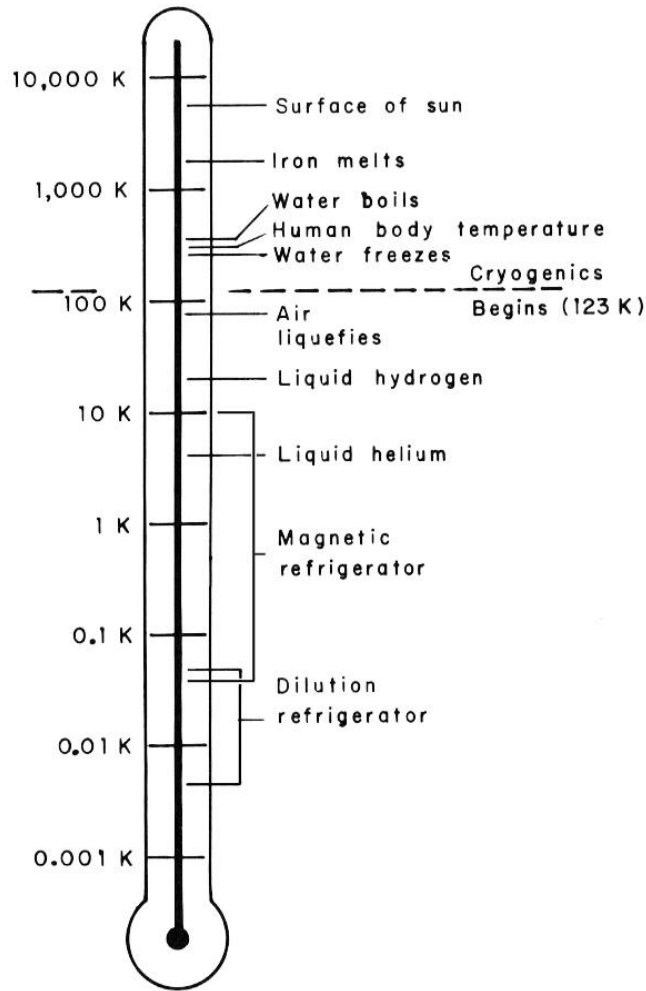 10,000 K
Surface of sun
Iron melts
1,000 K
Water boils
Human body temperature
Water freezes
Cryogenics
100 K
Begins (123 K)
Air
liquefies
Liquid hydrogen
10 K
Liquid helium
1 K
Magnetic
refrigerator
0.1 K
Dilution
refrigerator
0.01 K
0.001 K